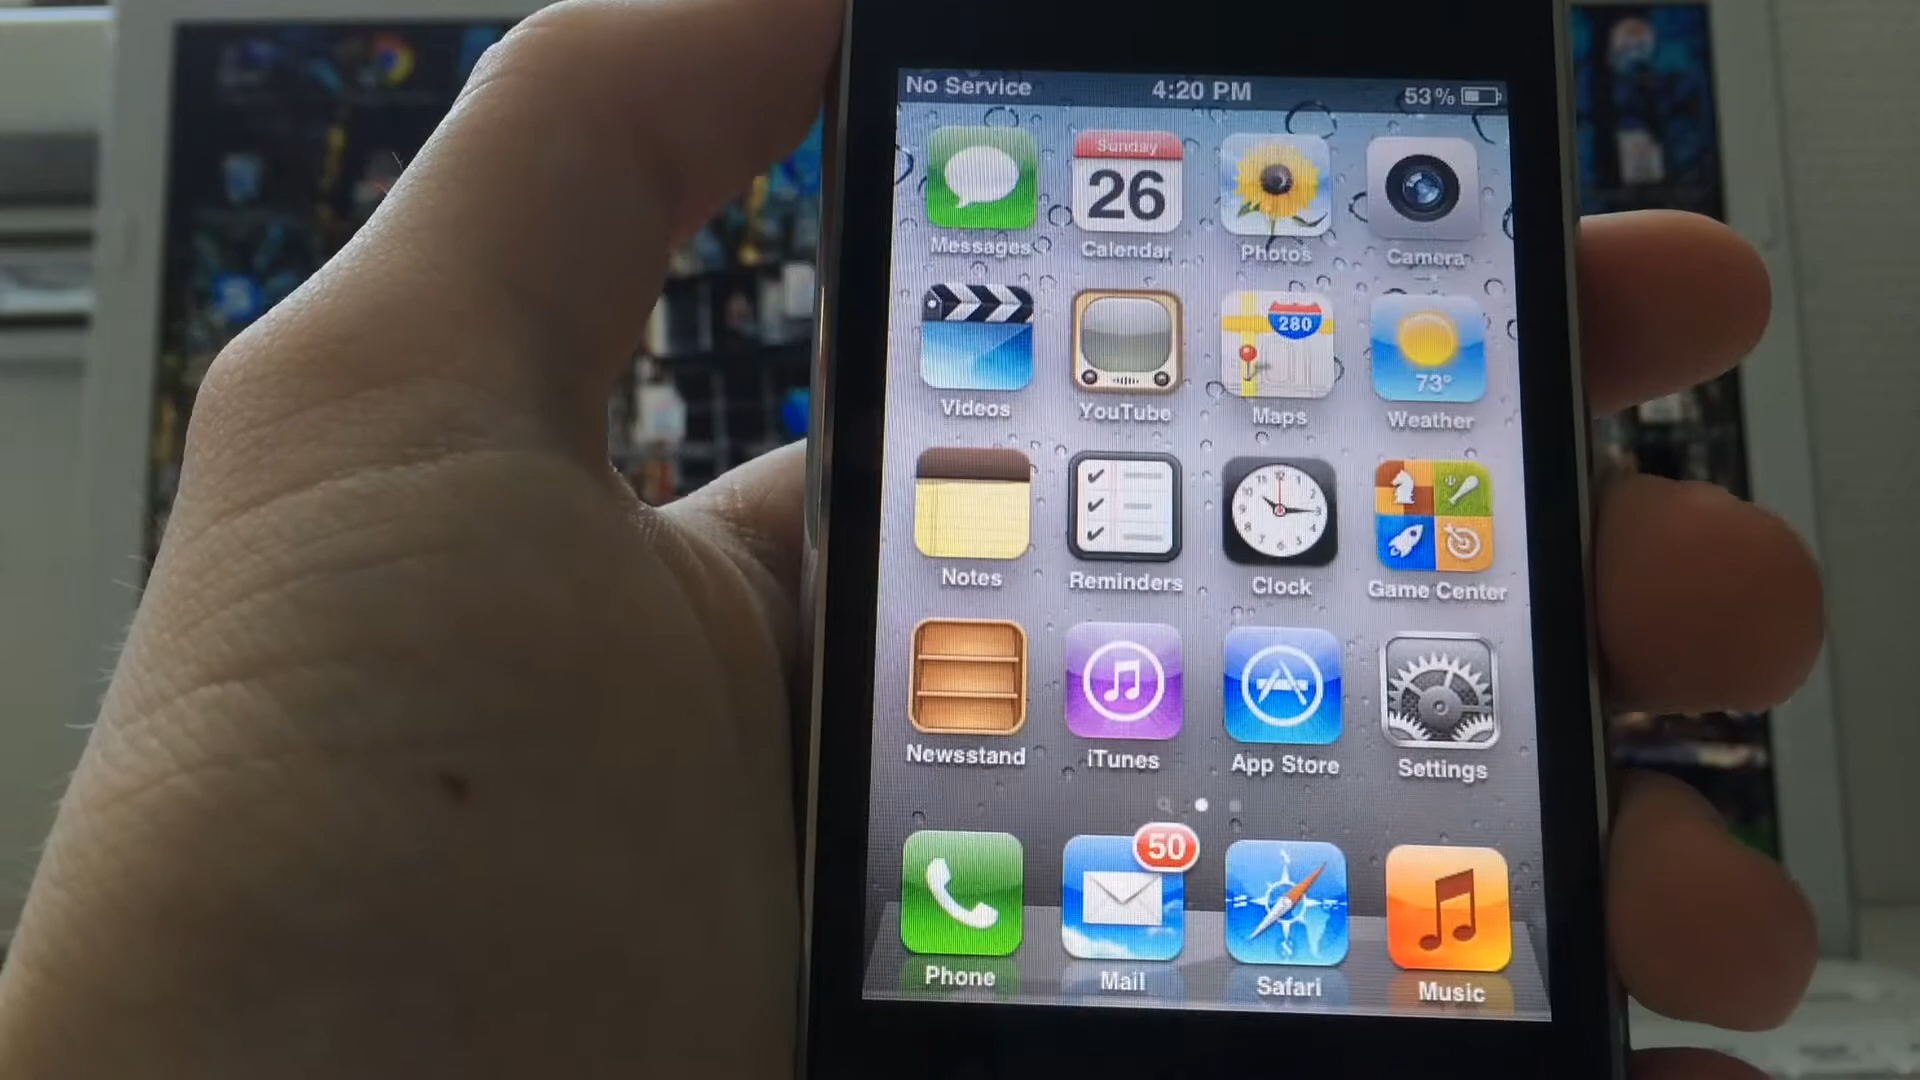 No Service 4:20 PM 53%
Sunday
26
Messages Calendar Photos Camera
280
73°
Videos YouTube Maps Weather
Notes Reminders Clock Game Center
Newsstand iTunes App Store Settings
50
Phone Mail Safari Music